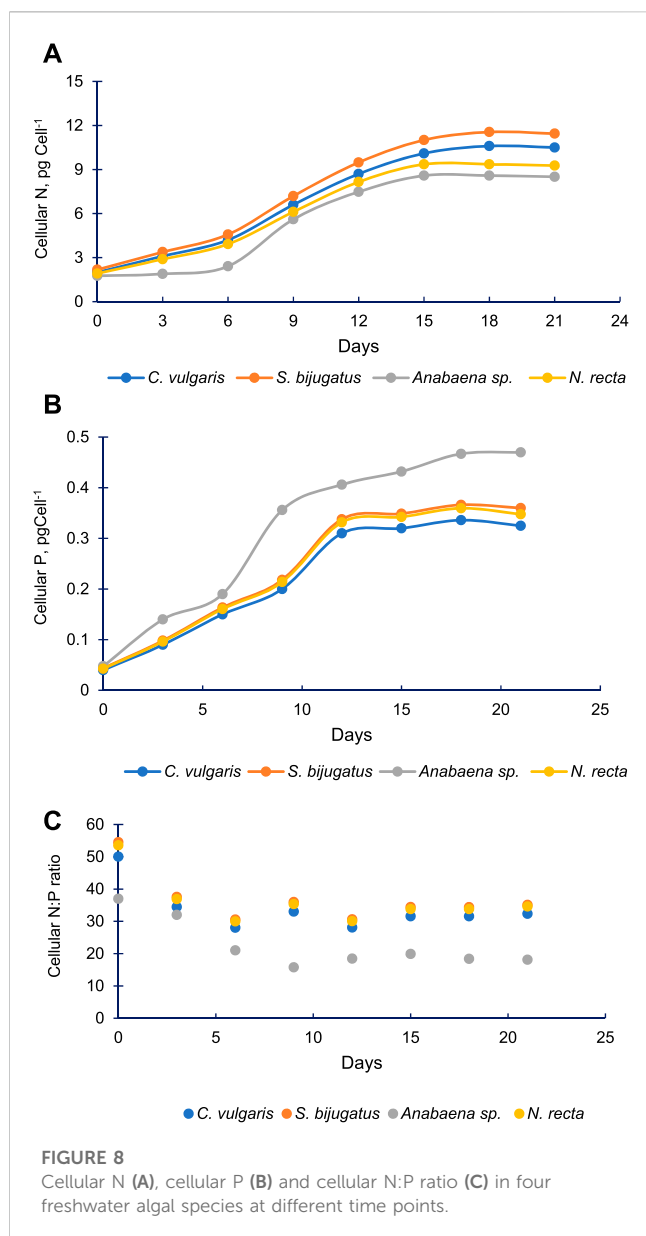 A
15
12
9
6
3
0
Cellular N, pg Cell-1
0 3 6 9 12 15 18 21 24
Days
C. vulgaris S. bijugatus Anabaena sp. N. recta
B
0.5
0.4
0.3
0.2
0.1
0
Cellular P, pgCell-1
0 5 10 15 20 25
Days
C. vulgaris S. bijugatus Anabaena sp. N. recta
C
60
50
40
30
20
10
0
Cellular N:P ratio
0 5 10 15 20 25
Days
C. vulgaris S. bijugatus Anabaena sp. N. recta
FIGURE 8
Cellular N (A), cellular P (B) and cellular N:P ratio (C) in four
freshwater algal species at different time points.